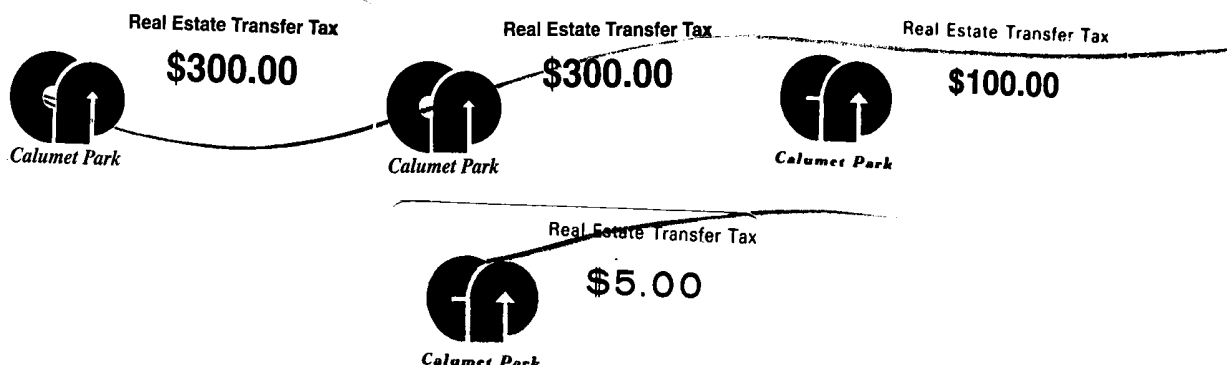 Real Estate Transfer Tax
$300.00
Calumet Park
Real Estate Transfer Tax
$300.00
Calumet Park
Real Estate Transfer Tax
$100.00
Calumet Park
Real Estate Transfer Tax
$5.00
Calumet Park